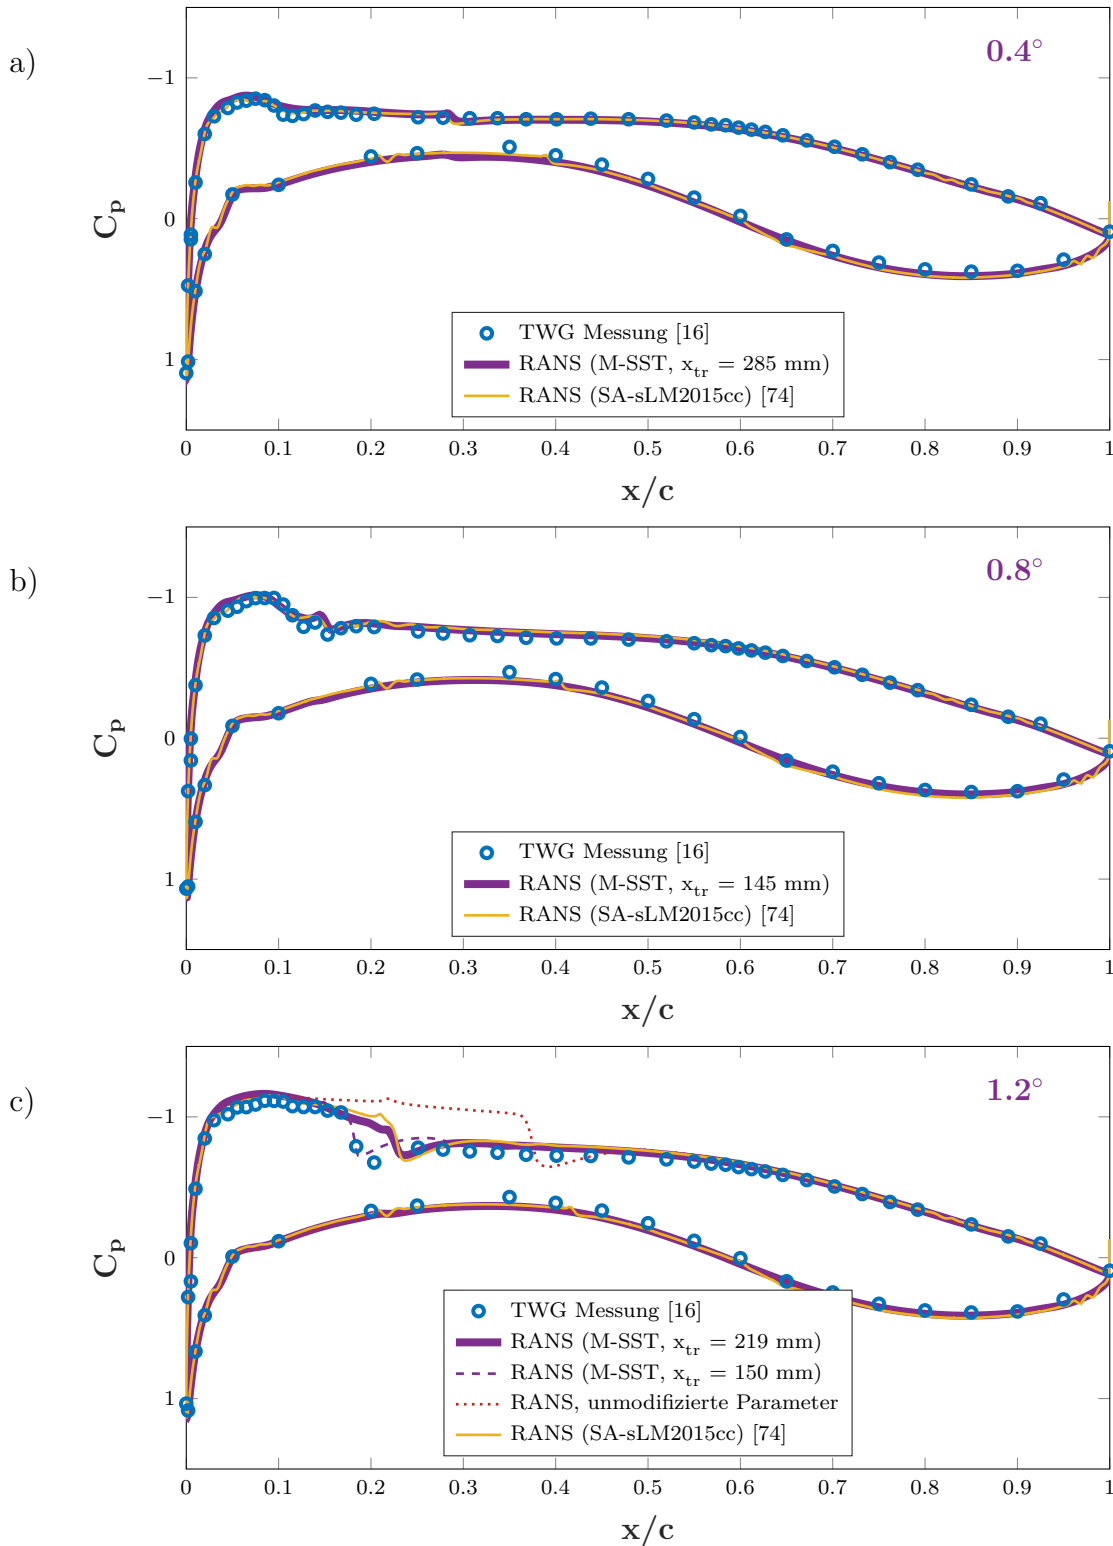 a)
0.4°
−1
0
1
C_p
TWG Messung [16]
RANS (M-SST, x_tr = 285 mm)
RANS (SA-sLM2015cc) [74]
0 0.1 0.2 0.3 0.4 0.5 0.6 0.7 0.8 0.9 1
x/c
b)
0.8°
−1
0
1
C_p
TWG Messung [16]
RANS (M-SST, x_tr = 145 mm)
RANS (SA-sLM2015cc) [74]
0 0.1 0.2 0.3 0.4 0.5 0.6 0.7 0.8 0.9 1
x/c
c)
1.2°
−1
0
1
C_p
TWG Messung [16]
RANS (M-SST, x_tr = 219 mm)
RANS (M-SST, x_tr = 150 mm)
RANS, unmodifizierte Parameter
RANS (SA-sLM2015cc) [74]
0 0.1 0.2 0.3 0.4 0.5 0.6 0.7 0.8 0.9 1
x/c